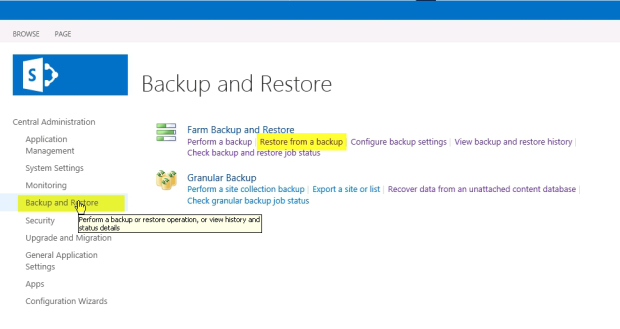 BROWSE PAGE
S
Backup and Restore
Central Administration
Application
Management
System Settings
Monitoring
Backup and Restore
Security
Upgrade and Migration
General Application
Settings
Apps
Configuration Wizards
Farm Backup and Restore
Perform a backup | Restore from a backup | Configure backup settings | View backup and restore history |
Check backup and restore job status
Granular Backup
Perform a site collection backup | Export a site or list | Recover data from an unattached content database |
Check granular backup job status
Perform a backup or restore operation, or view history and
status details